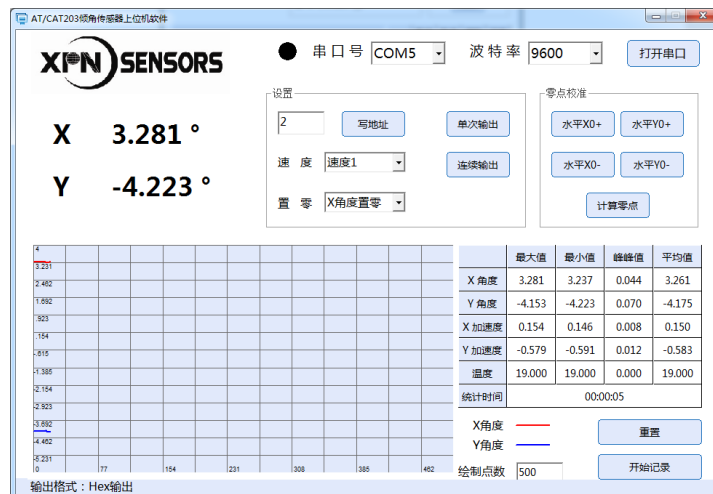 AT/CAT203倾角传感器上位机软件
XPN SENSORS
串口号 COM5 波特率 9600 打开串口
设置 零点校准
2 写地址 单次输出 水平X0+ 水平Y0+
X 3.281 °
速 度 速度1 连续输出 水平X0- 水平Y0-
Y -4.223 °
置 零 X角度置零 计算零点
4
3.231
2.462
1.692
.923
.154
-.615
-1.385
-2.154
-2.923
-3.692
-4.462
-5.231
0 77 154 231 308 385 462
最大值 最小值 峰峰值 平均值
X 角度 3.281 3.237 0.044 3.261
Y 角度 -4.153 -4.223 0.070 -4.175
X 加速度 0.154 0.146 0.008 0.150
Y 加速度 -0.579 -0.591 0.012 -0.583
温度 19.000 19.000 0.000 19.000
统计时间 00:00:05
X角度
Y角度
重置
绘制点数 500 开始记录
输出格式：Hex输出